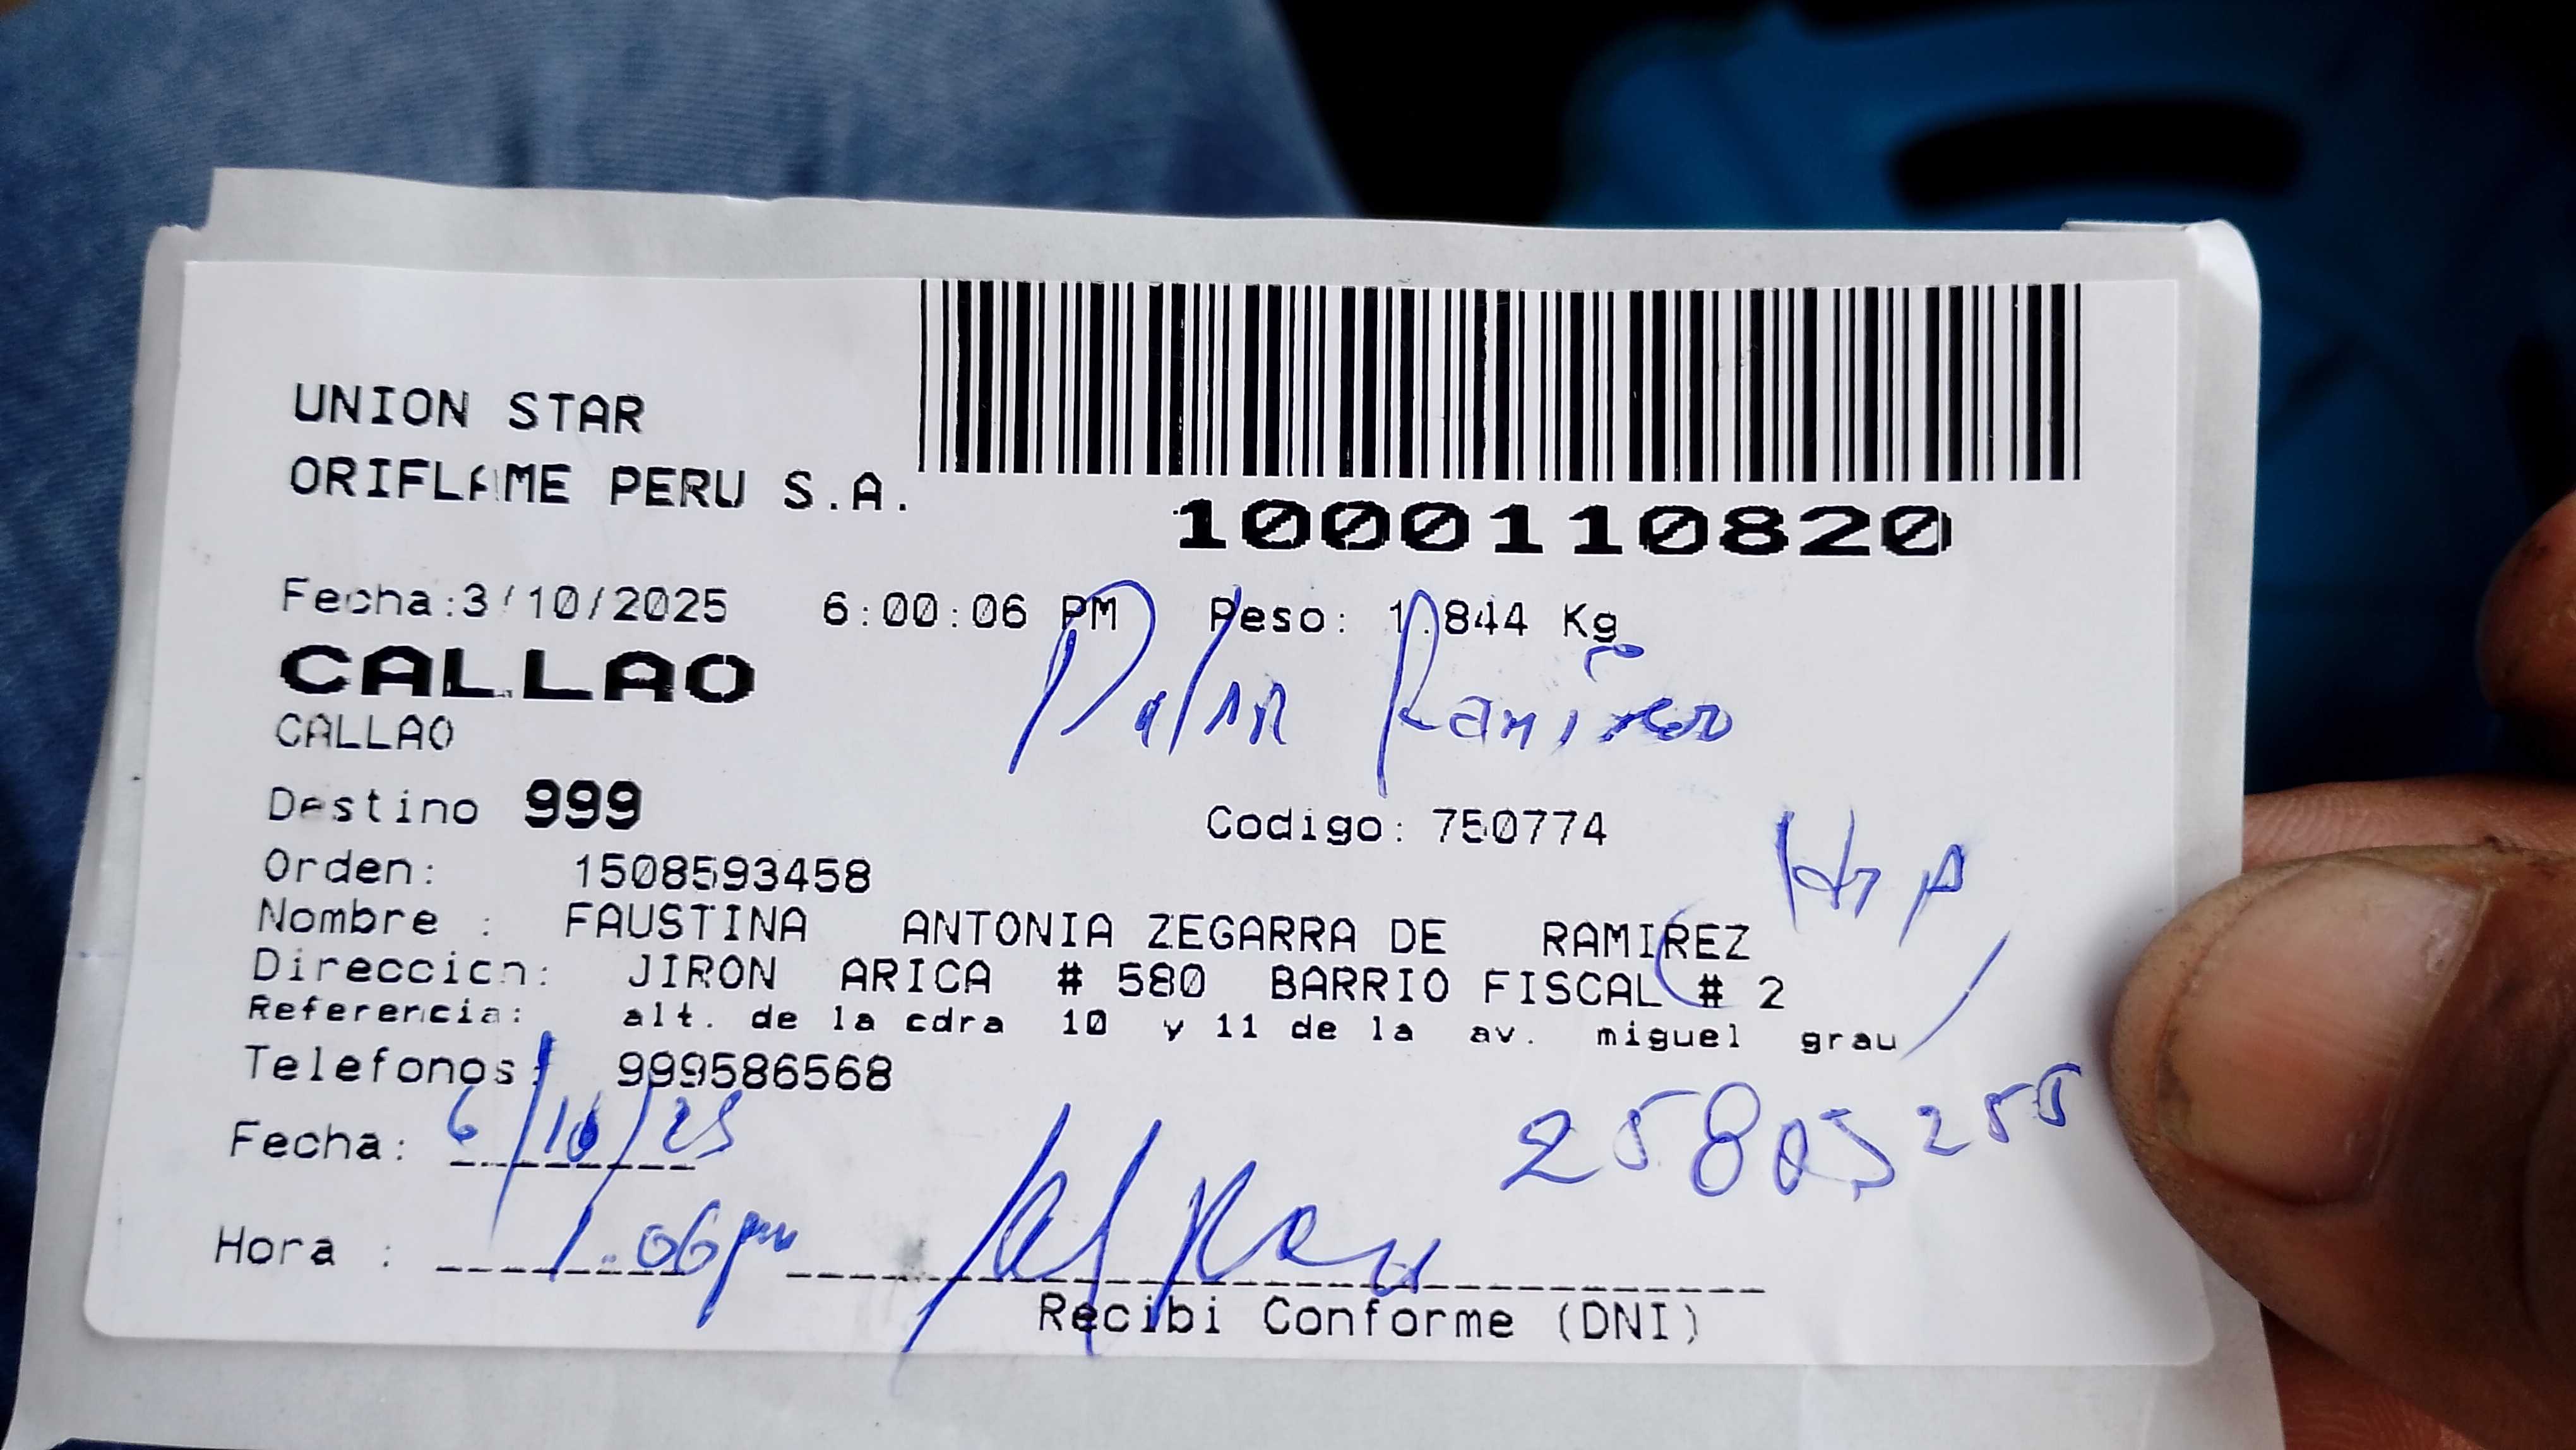 UNION STAR
ORIFLAME PERU S.A.
1000110820
Fecha:3/10/2025 6:00:06 PM Peso: 1.844 Kg
CALLAO
CALLAO
Ramirez
Destino 999
Codigo: 750774
Orden: 1508593458
Nombre : FAUSTINA ANTONIA ZEGARRA DE RAMIREZ
Direccion: JIRON ARICA # 580 BARRIO FISCAL # 2
Referencia: alt. de la cdra 10 y 11 de la av. miguel grau
Telefonos: 999586568
Fecha: 6/10/25
25805255
Hora : 1.06pm
Recibi Conforme (DNI)